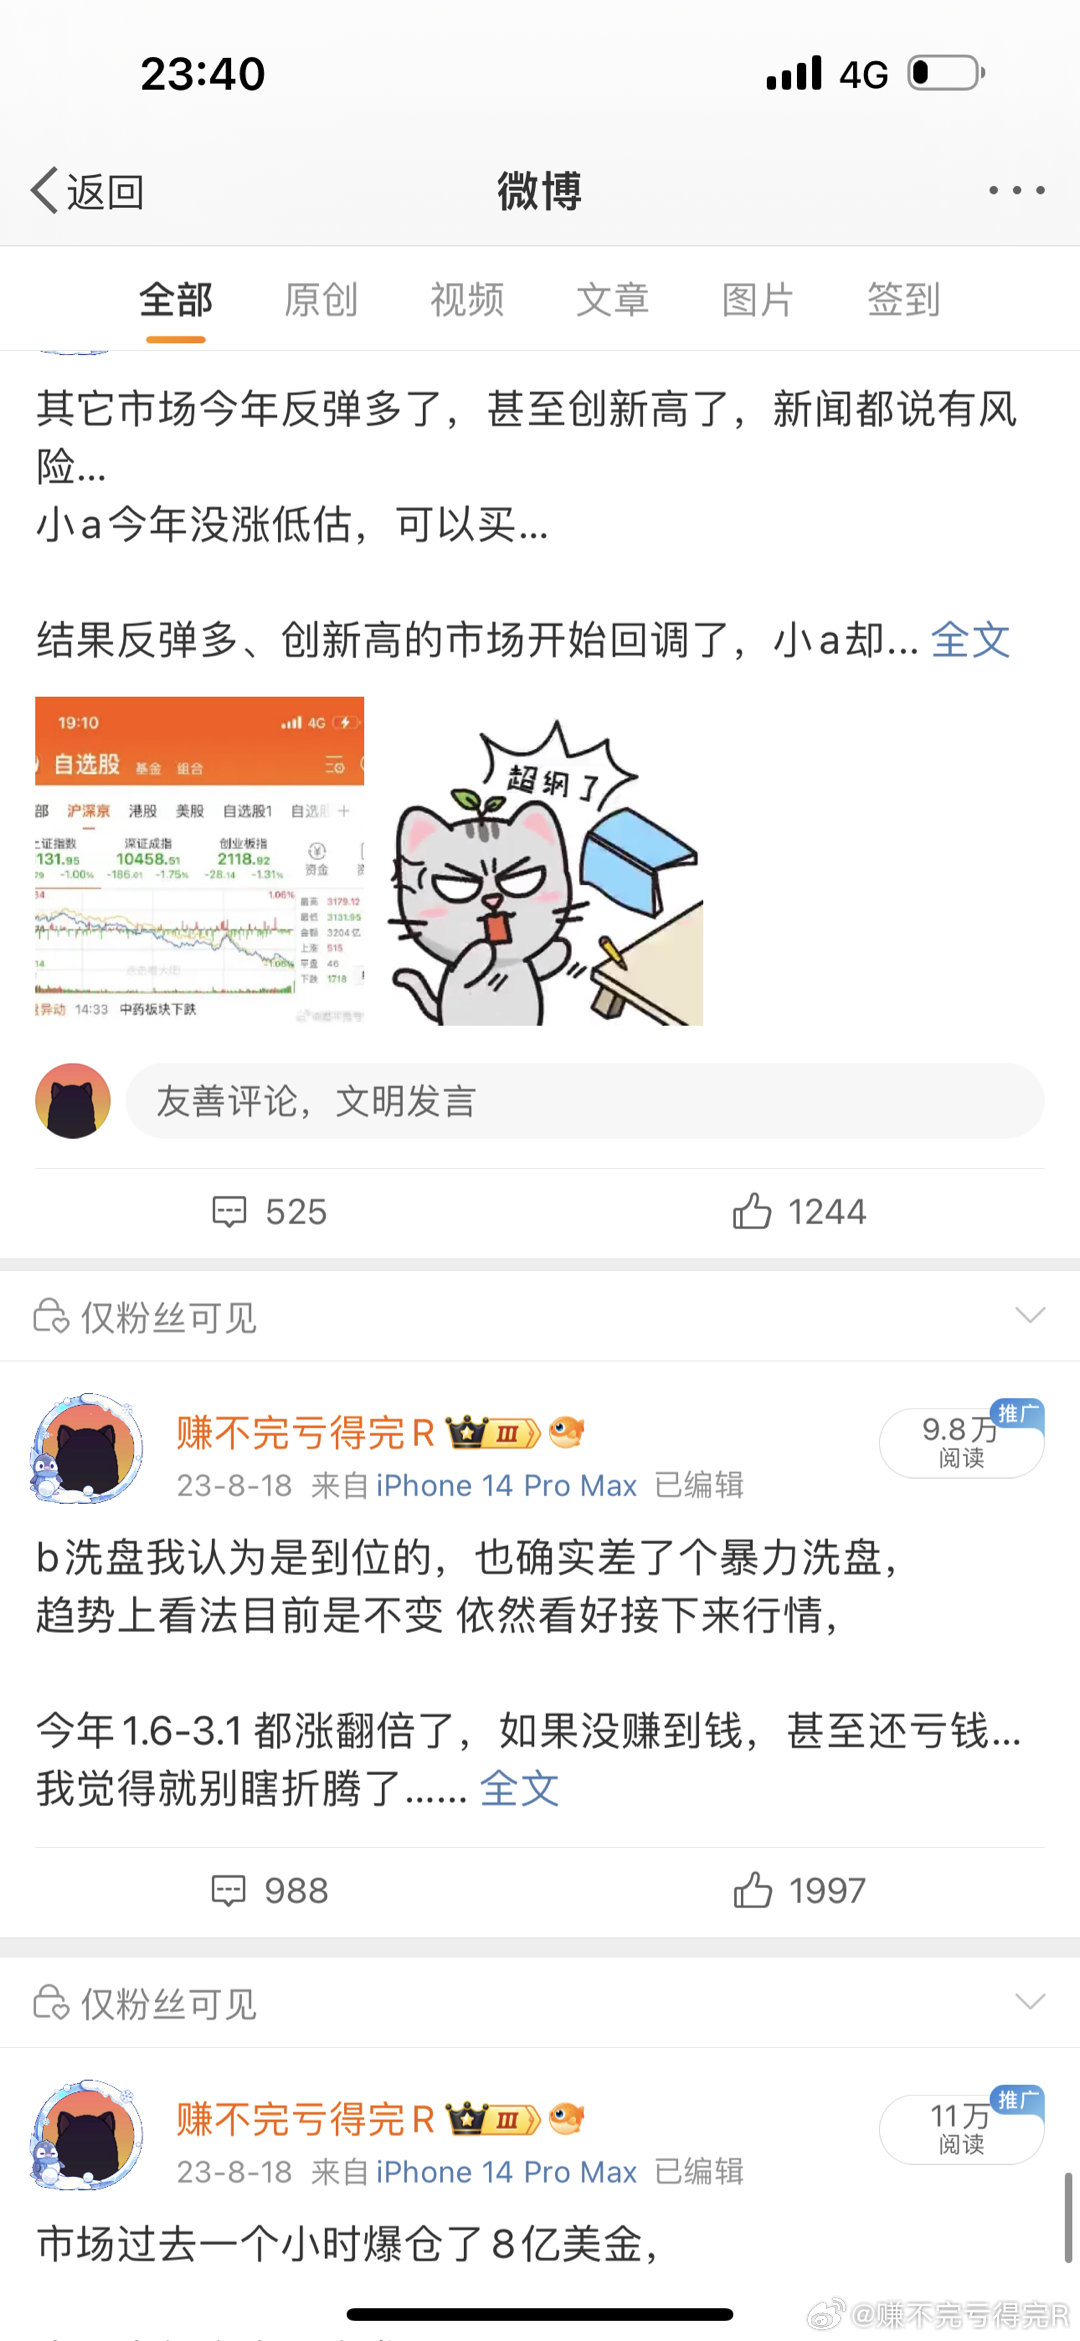 23:40 4G
返回 微博
全部 原创 视频 文章 图片 签到
其它市场今年反弹多了，甚至创新高了，新闻都说有风
险...
小a今年没涨低估，可以买...
结果反弹多、创新高的市场开始回调了，小a却... 全文
19:10 4G
自选股 基金 组合
部 沪深京 港股 美股 自选股1 自选
证指数 深证成指 创业板指
131.95 10458.51 2118.92 资金
79 -1.00% -186.01 -1.75% -28.14 -1.31%
1.06%
最高 3179.12
最低 3131.95
金额 3204亿
上涨 515
平盘 46
-1.06%
下跌 1718
点击看大图
异动 14:33 中药板块下跌
超纲了
友善评论，文明发言
525 1244
仅粉丝可见
赚不完亏得完R III
推广
9.8万
阅读
23-8-18 来自 iPhone 14 Pro Max 已编辑
b洗盘我认为是到位的，也确实差了个暴力洗盘，
趋势上看法目前是不变 依然看好接下来行情，
今年1.6-3.1 都涨翻倍了，如果没赚到钱，甚至还亏钱...
我觉得就别瞎折腾了...... 全文
988 1997
仅粉丝可见
赚不完亏得完R III
推广
11万
阅读
23-8-18 来自 iPhone 14 Pro Max 已编辑
市场过去一个小时爆仓了8亿美金，
@赚不完亏得完R